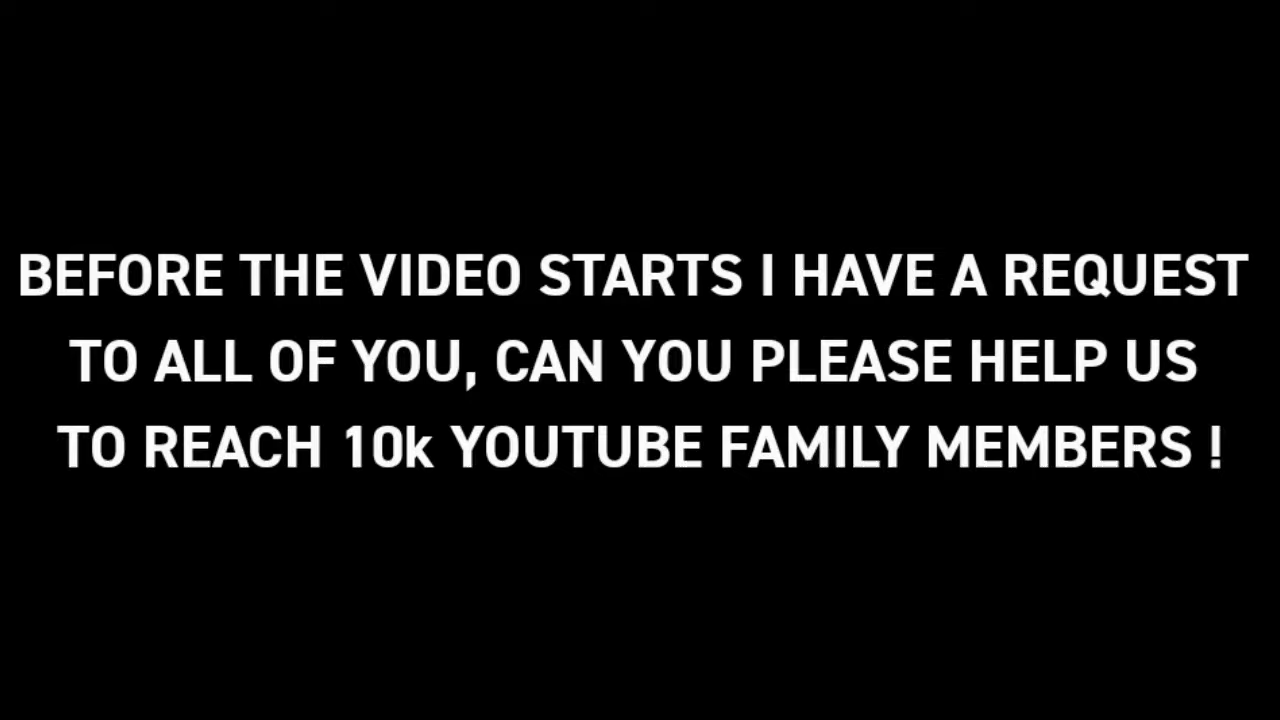 BEFORE THE VIDEO STARTS I HAVE A REQUEST
TO ALL OF YOU, CAN YOU PLEASE HELP US
TO REACH 10k YOUTUBE FAMILY MEMBERS !